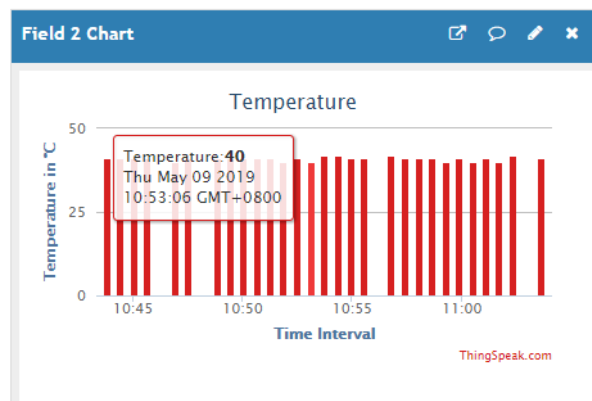 Field 2 Chart
Temperature
Temperature in °C
50
25
0
Temperature:40
Thu May 09 2019
10:53:06 GMT+0800
10:45
10:50
10:55
11:00
Time Interval
ThingSpeak.com